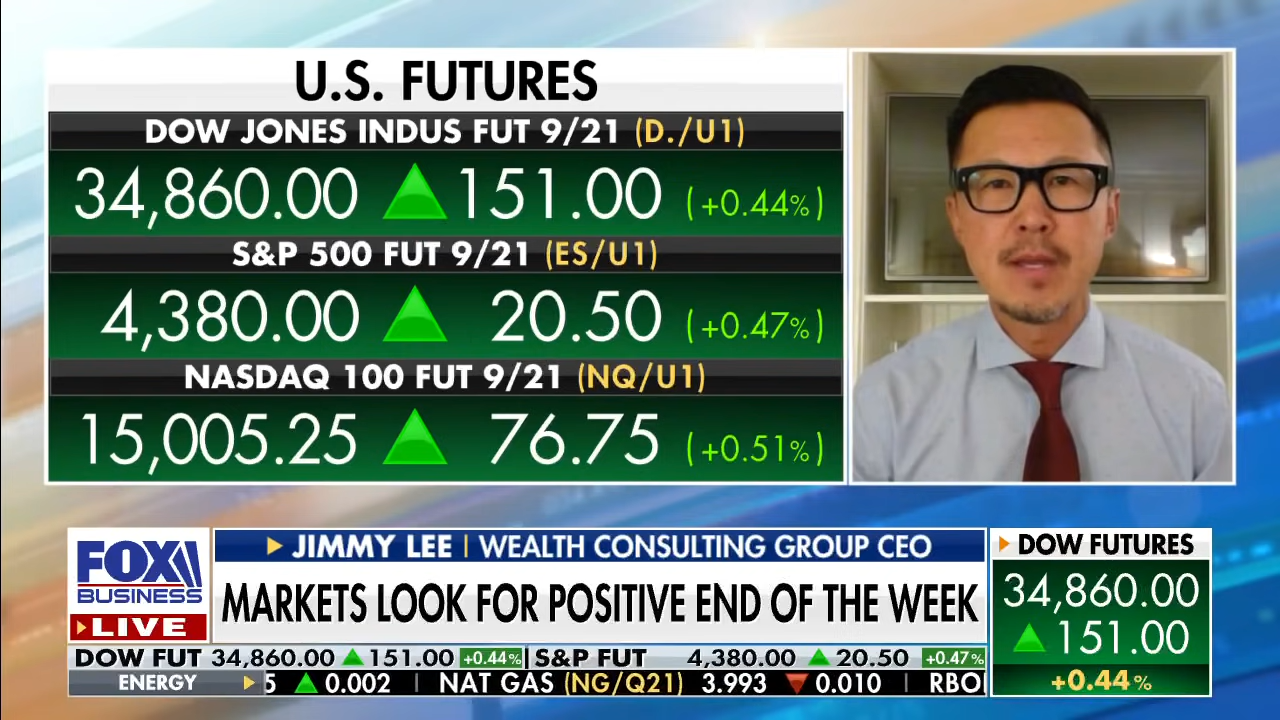 U.S. FUTURES
DOW JONES INDUS FUT 9/21 (D./U1)
34,860.00 ▲ 151.00 (+0.44%)
S&P 500 FUT 9/21 (ES/U1)
4,380.00 ▲ 20.50 (+0.47%)
NASDAQ 100 FUT 9/21 (NQ/U1)
15,005.25 ▲ 76.75 (+0.51%)
FOX
BUSINESS
LIVE
JIMMY LEE | WEALTH CONSULTING GROUP CEO
MARKETS LOOK FOR POSITIVE END OF THE WEEK
DOW FUTURES
34,860.00
▲ 151.00
+0.44%
DOW FUT 34,860.00 ▲ 151.00 +0.44% S&P FUT 4,380.00 ▲ 20.50 +0.47%
ENERGY 5 ▲ 0.002 | NAT GAS (NG/Q21) 3.993 ▼ 0.010 | RBO